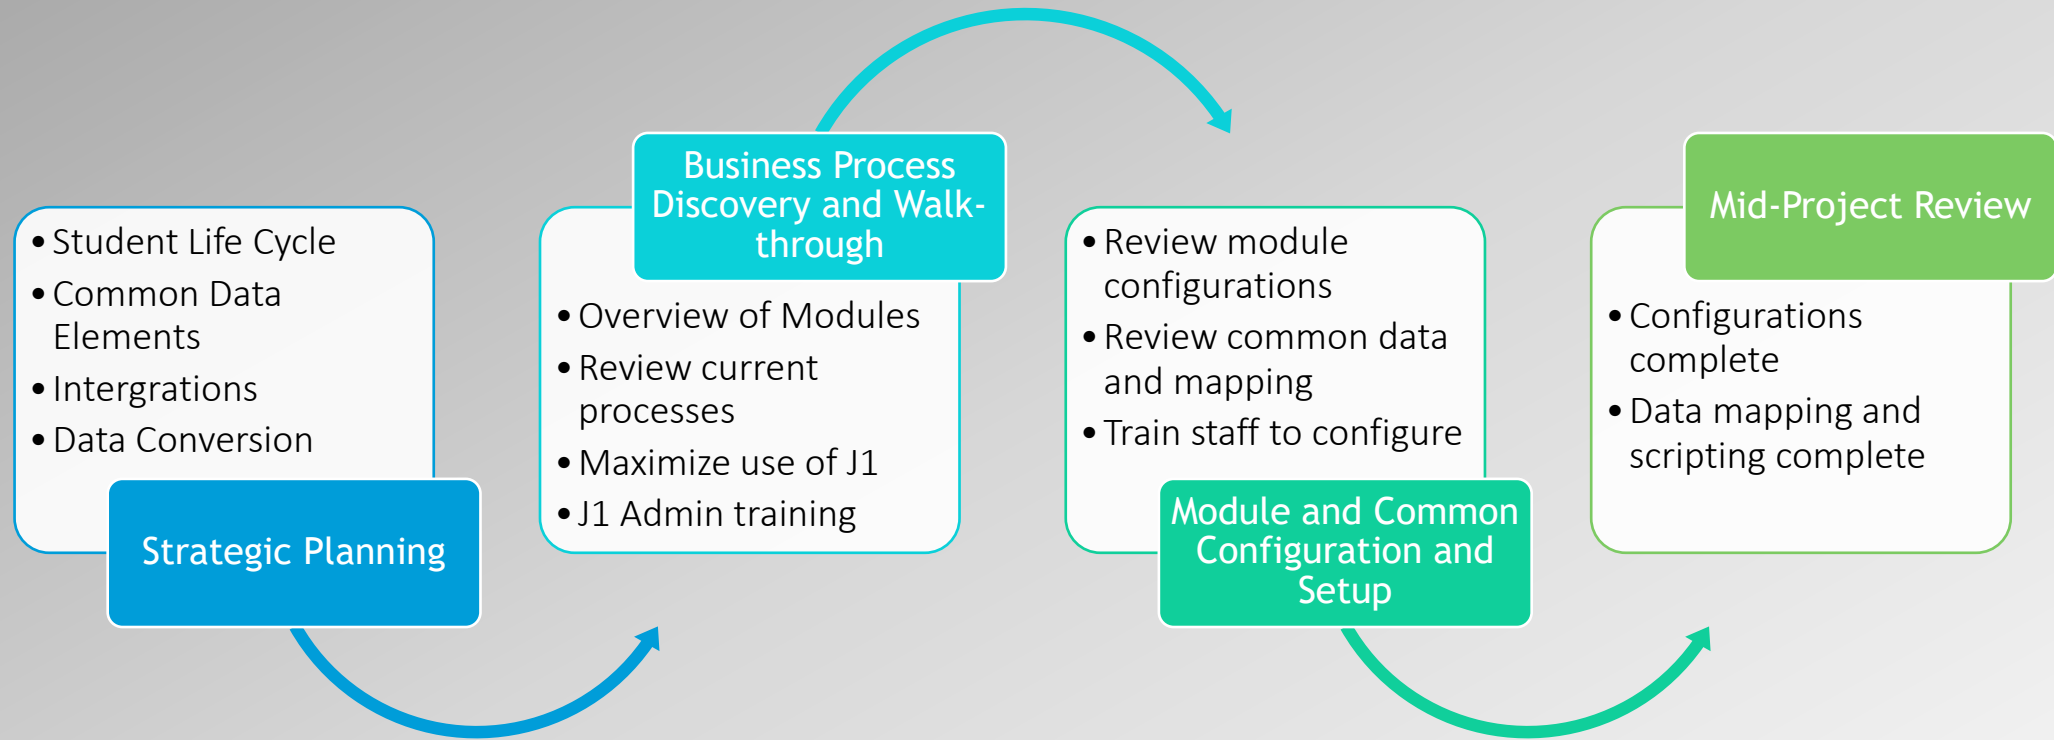 • Student Life Cycle
• Common Data
Elements
• Intergrations
• Data Conversion
Strategic Planning
Business Process
Discovery and Walk-
through
• Overview of Modules
• Review current
processes
• Maximize use of J1
• J1 Admin training
• Review module
configurations
• Review common data
and mapping
• Train staff to configure
Module and Common
Configuration and
Setup
Mid-Project Review
• Configurations
complete
• Data mapping and
scripting complete